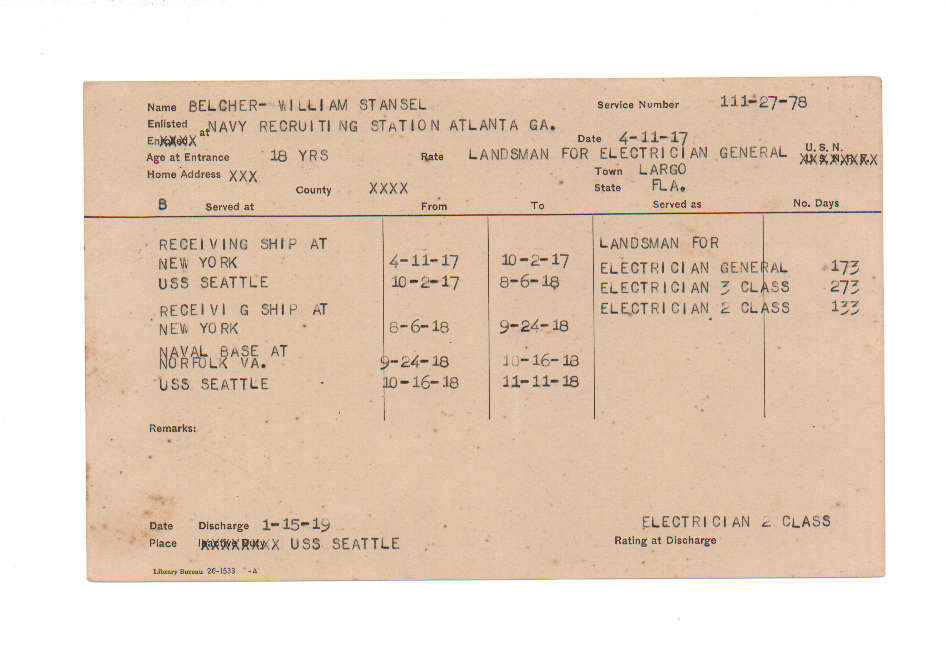 Name BELCHER- WILLIAM STANSEL Service Number 111-27-78
Enlisted
Enrolled at NAVY RECRUITING STATION ATLANTA GA. Date 4-11-17
Age at Entrance 18 YRS Rate LANDSMAN FOR ELECTRICIAN GENERAL U. S. N.
U. S. N. R. F.
Home Address XXX Town LARGO
County XXXX State FLA.
B Served at From To Served as No. Days
RECEIVING SHIP AT LANDSMAN FOR
NEW YORK 4-11-17 10-2-17 ELECTRICIAN GENERAL 173
USS SEATTLE 10-2-17 8-6-18 ELECTRICIAN 3 CLASS 273
RECEIVI G SHIP AT ELECTRICIAN 2 CLASS 133
NEW YORK 8-6-18 9-24-18
NAVAL BASE AT
NORFOLK VA. 9-24-18 10-16-18
USS SEATTLE 10-16-18 11-11-18
Remarks:
Date Discharge 1-15-19 ELECTRICIAN 2 CLASS
Place Inactive Duty USS SEATTLE Rating at Discharge
Library Bureau 26-1533 -A